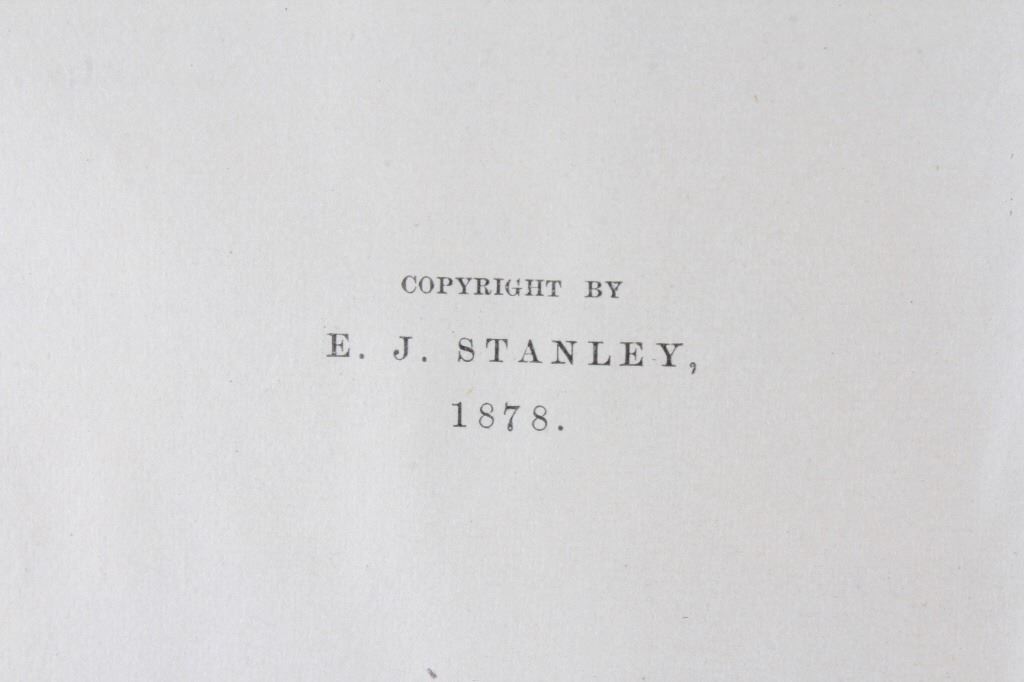 COPYRIGHT BY
E. J. STANLEY,
1878.